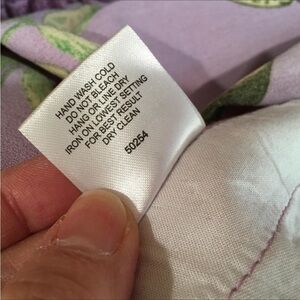 HAND WASH COLD
DO NOT BLEACH
HANG OR LINE DRY
IRON ON LOWEST SETTING
FOR BEST RESULT
DRY CLEAN
50254